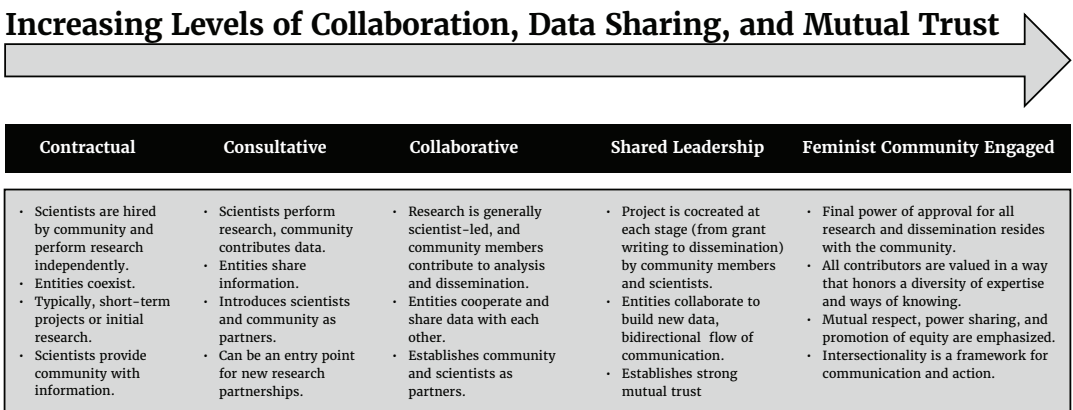 Increasing Levels of Collaboration, Data Sharing, and Mutual Trust
Contractual
Consultative
Collaborative
Shared Leadership
Feminist Community Engaged
· Scientists are hired
by community and
perform research
independently.
· Entities coexist.
· Typically, short-term
projects or initial
research.
· Scientists provide
community with
information.
· Scientists perform
research, community
contributes data.
· Entities share
information.
· Introduces scientists
and community as
partners.
· Can be an entry point
for new research
partnerships.
· Research is generally
scientist-led, and
community members
contribute to analysis
and dissemination.
· Entities cooperate and
share data with each
other.
· Establishes community
and scientists as
partners.
· Project is cocreated at
each stage (from grant
writing to dissemination)
by community members
and scientists.
· Entities collaborate to
build new data,
bidirectional flow of
communication.
· Establishes strong
mutual trust
· Final power of approval for all
research and dissemination resides
with the community.
· All contributors are valued in a way
that honors a diversity of expertise
and ways of knowing.
· Mutual respect, power sharing, and
promotion of equity are emphasized.
· Intersectionality is a framework for
communication and action.